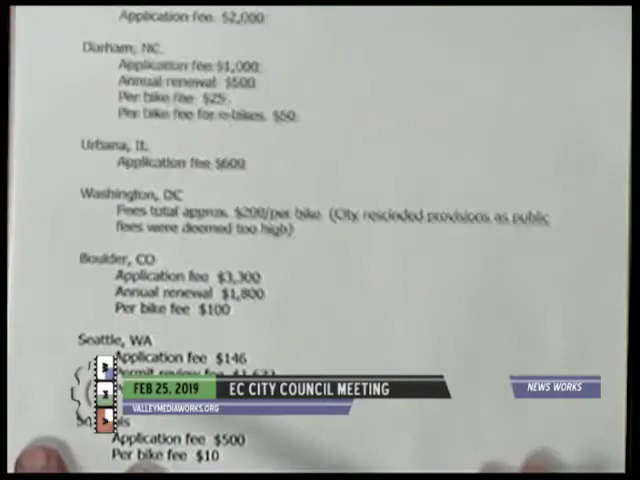 Application fee $2,000
Durham, NC
Application fee $1,000
Annual renewal $500
Per bike fee $25
Per bike fee for e-bikes $50
Urbana, IL
Application fee $600
Washington, DC
Fees total approx. $200/per bike. (City rescinded provisions as public
fees were deemed too high)
Boulder, CO
Application fee $3,300
Annual renewal $1,800
Per bike fee $100
Seattle, WA
Application fee $146
Permit review fee
FEB 25, 2019
EC CITY COUNCIL MEETING
NEWS WORKS
VALLEYMEDIAWORKS.ORG
Application fee $500
Per bike fee $10